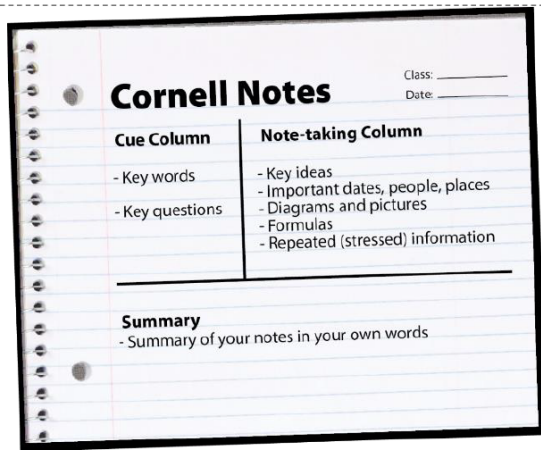 Cornell Notes
Class:
Date:
Cue Column
- Key words
- Key questions
Note-taking Column
- Key ideas
- Important dates, people, places
- Diagrams and pictures
- Formulas
- Repeated (stressed) information
Summary
- Summary of your notes in your own words